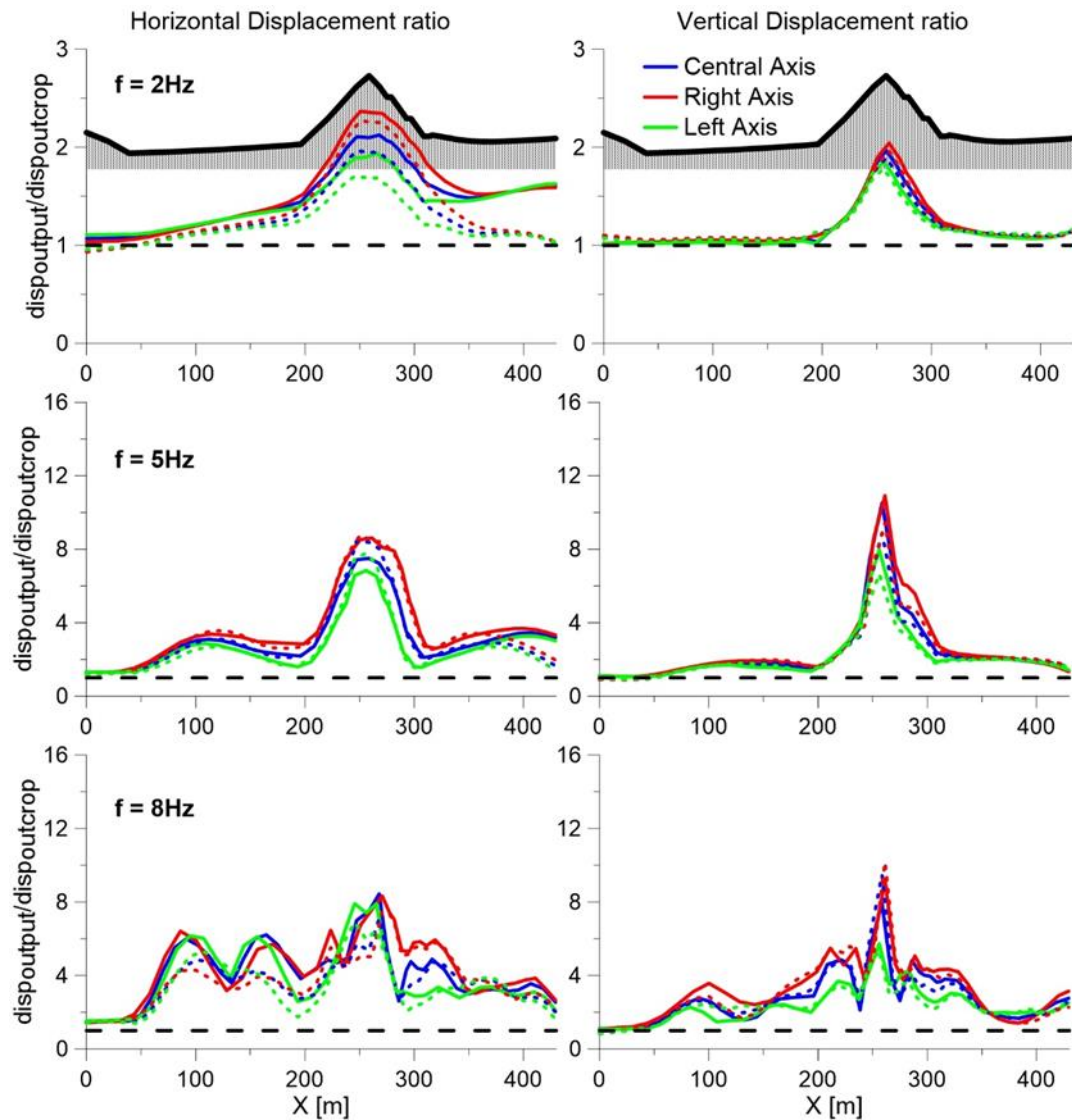 Horizontal Displacement ratio
Vertical Displacement ratio
3
2
1
0
dispoutput/dispoutcrop
f = 2Hz
0 100 200 300 400
3
2
1
0
Central Axis
Right Axis
Left Axis
0 100 200 300 400
16
12
8
4
0
dispoutput/dispoutcrop
f = 5Hz
0 100 200 300 400
16
12
8
4
0
0 100 200 300 400
16
12
8
4
0
dispoutput/dispoutcrop
f = 8Hz
0 100 200 300 400
X [m]
16
12
8
4
0
0 100 200 300 400
X [m]